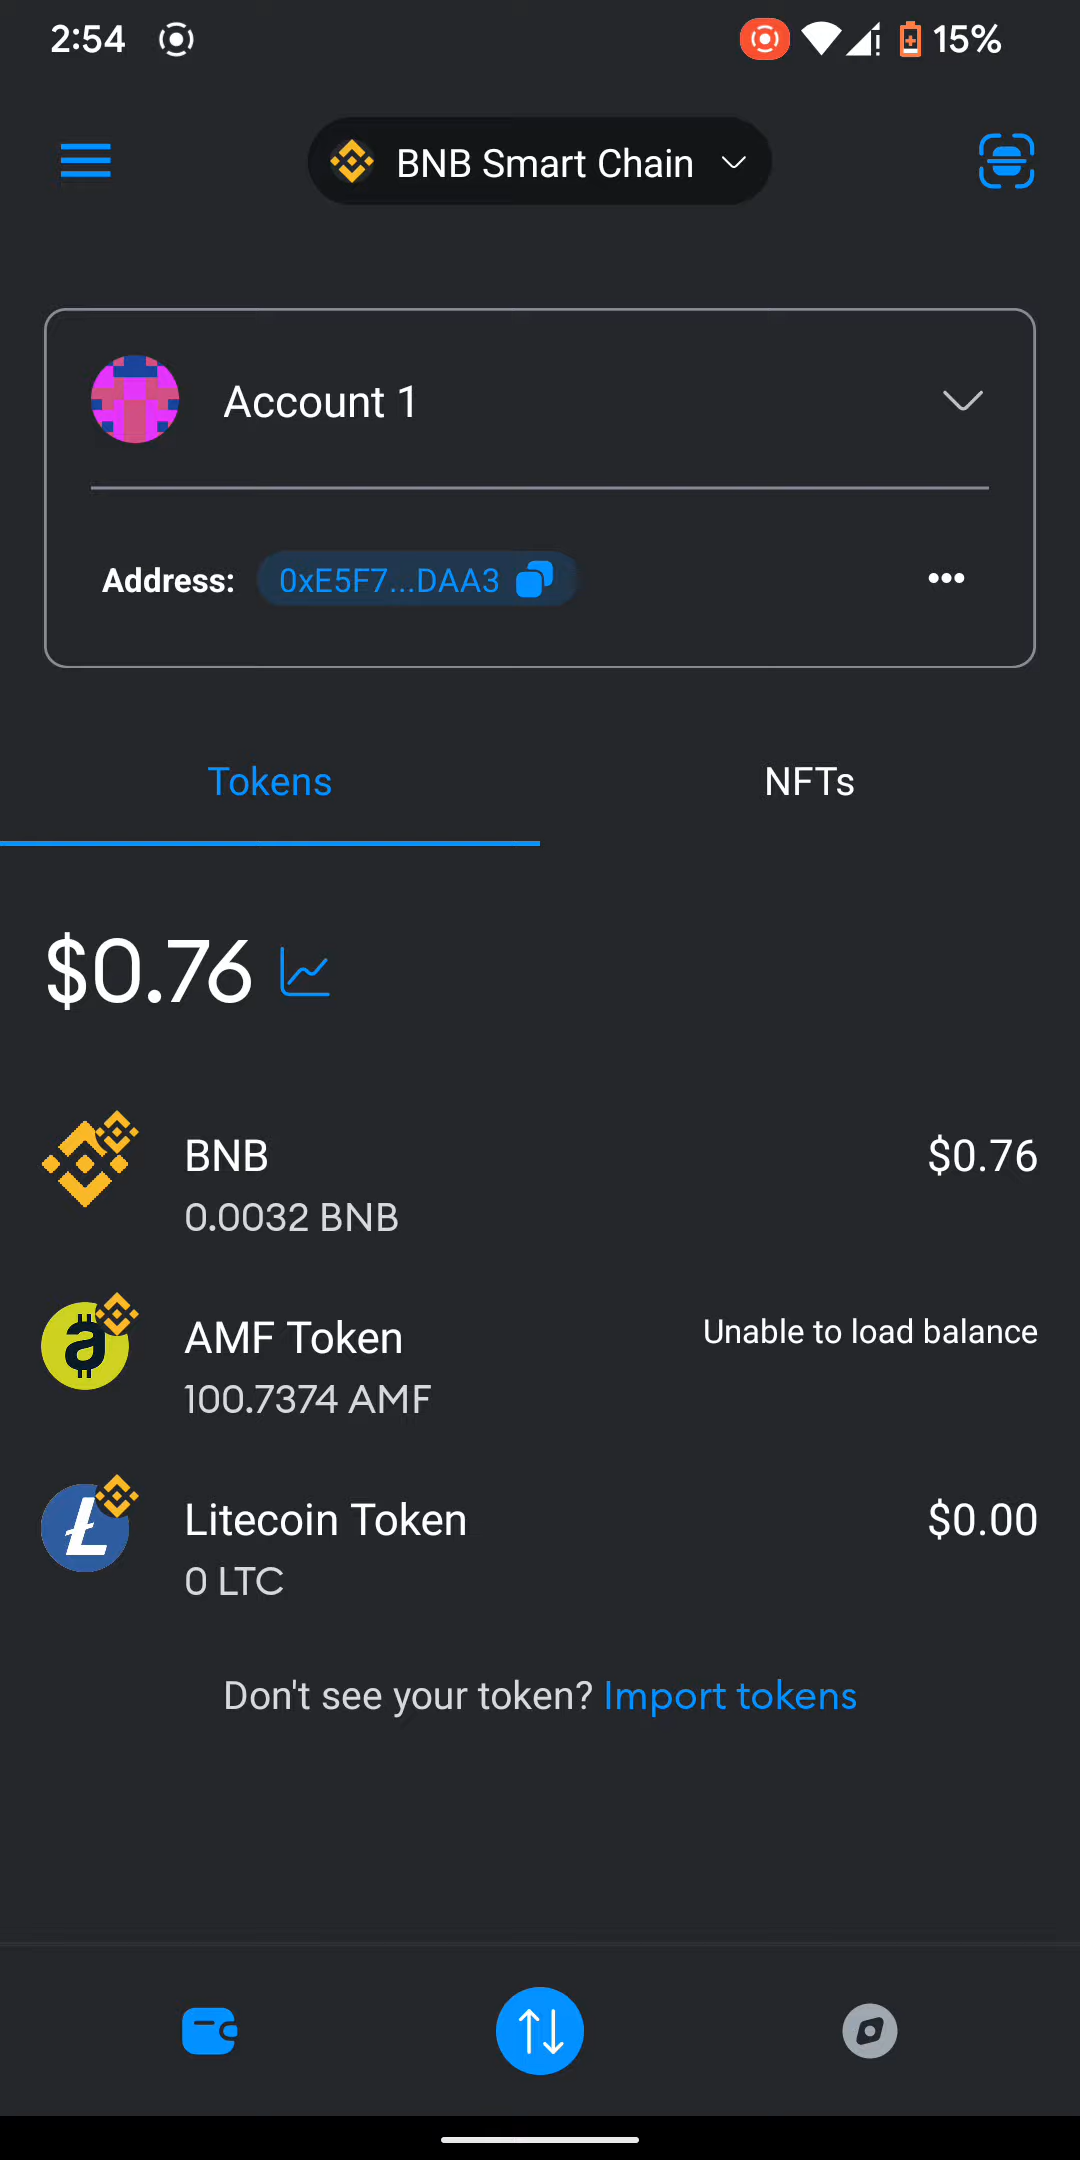 2:54
15%
BNB Smart Chain
Account 1
Address: 0xE5F7...DAA3
Tokens
NFTs
$0.76
BNB
$0.76
0.0032 BNB
AMF Token
Unable to load balance
100.7374 AMF
Litecoin Token
$0.00
0 LTC
Don't see your token? Import tokens